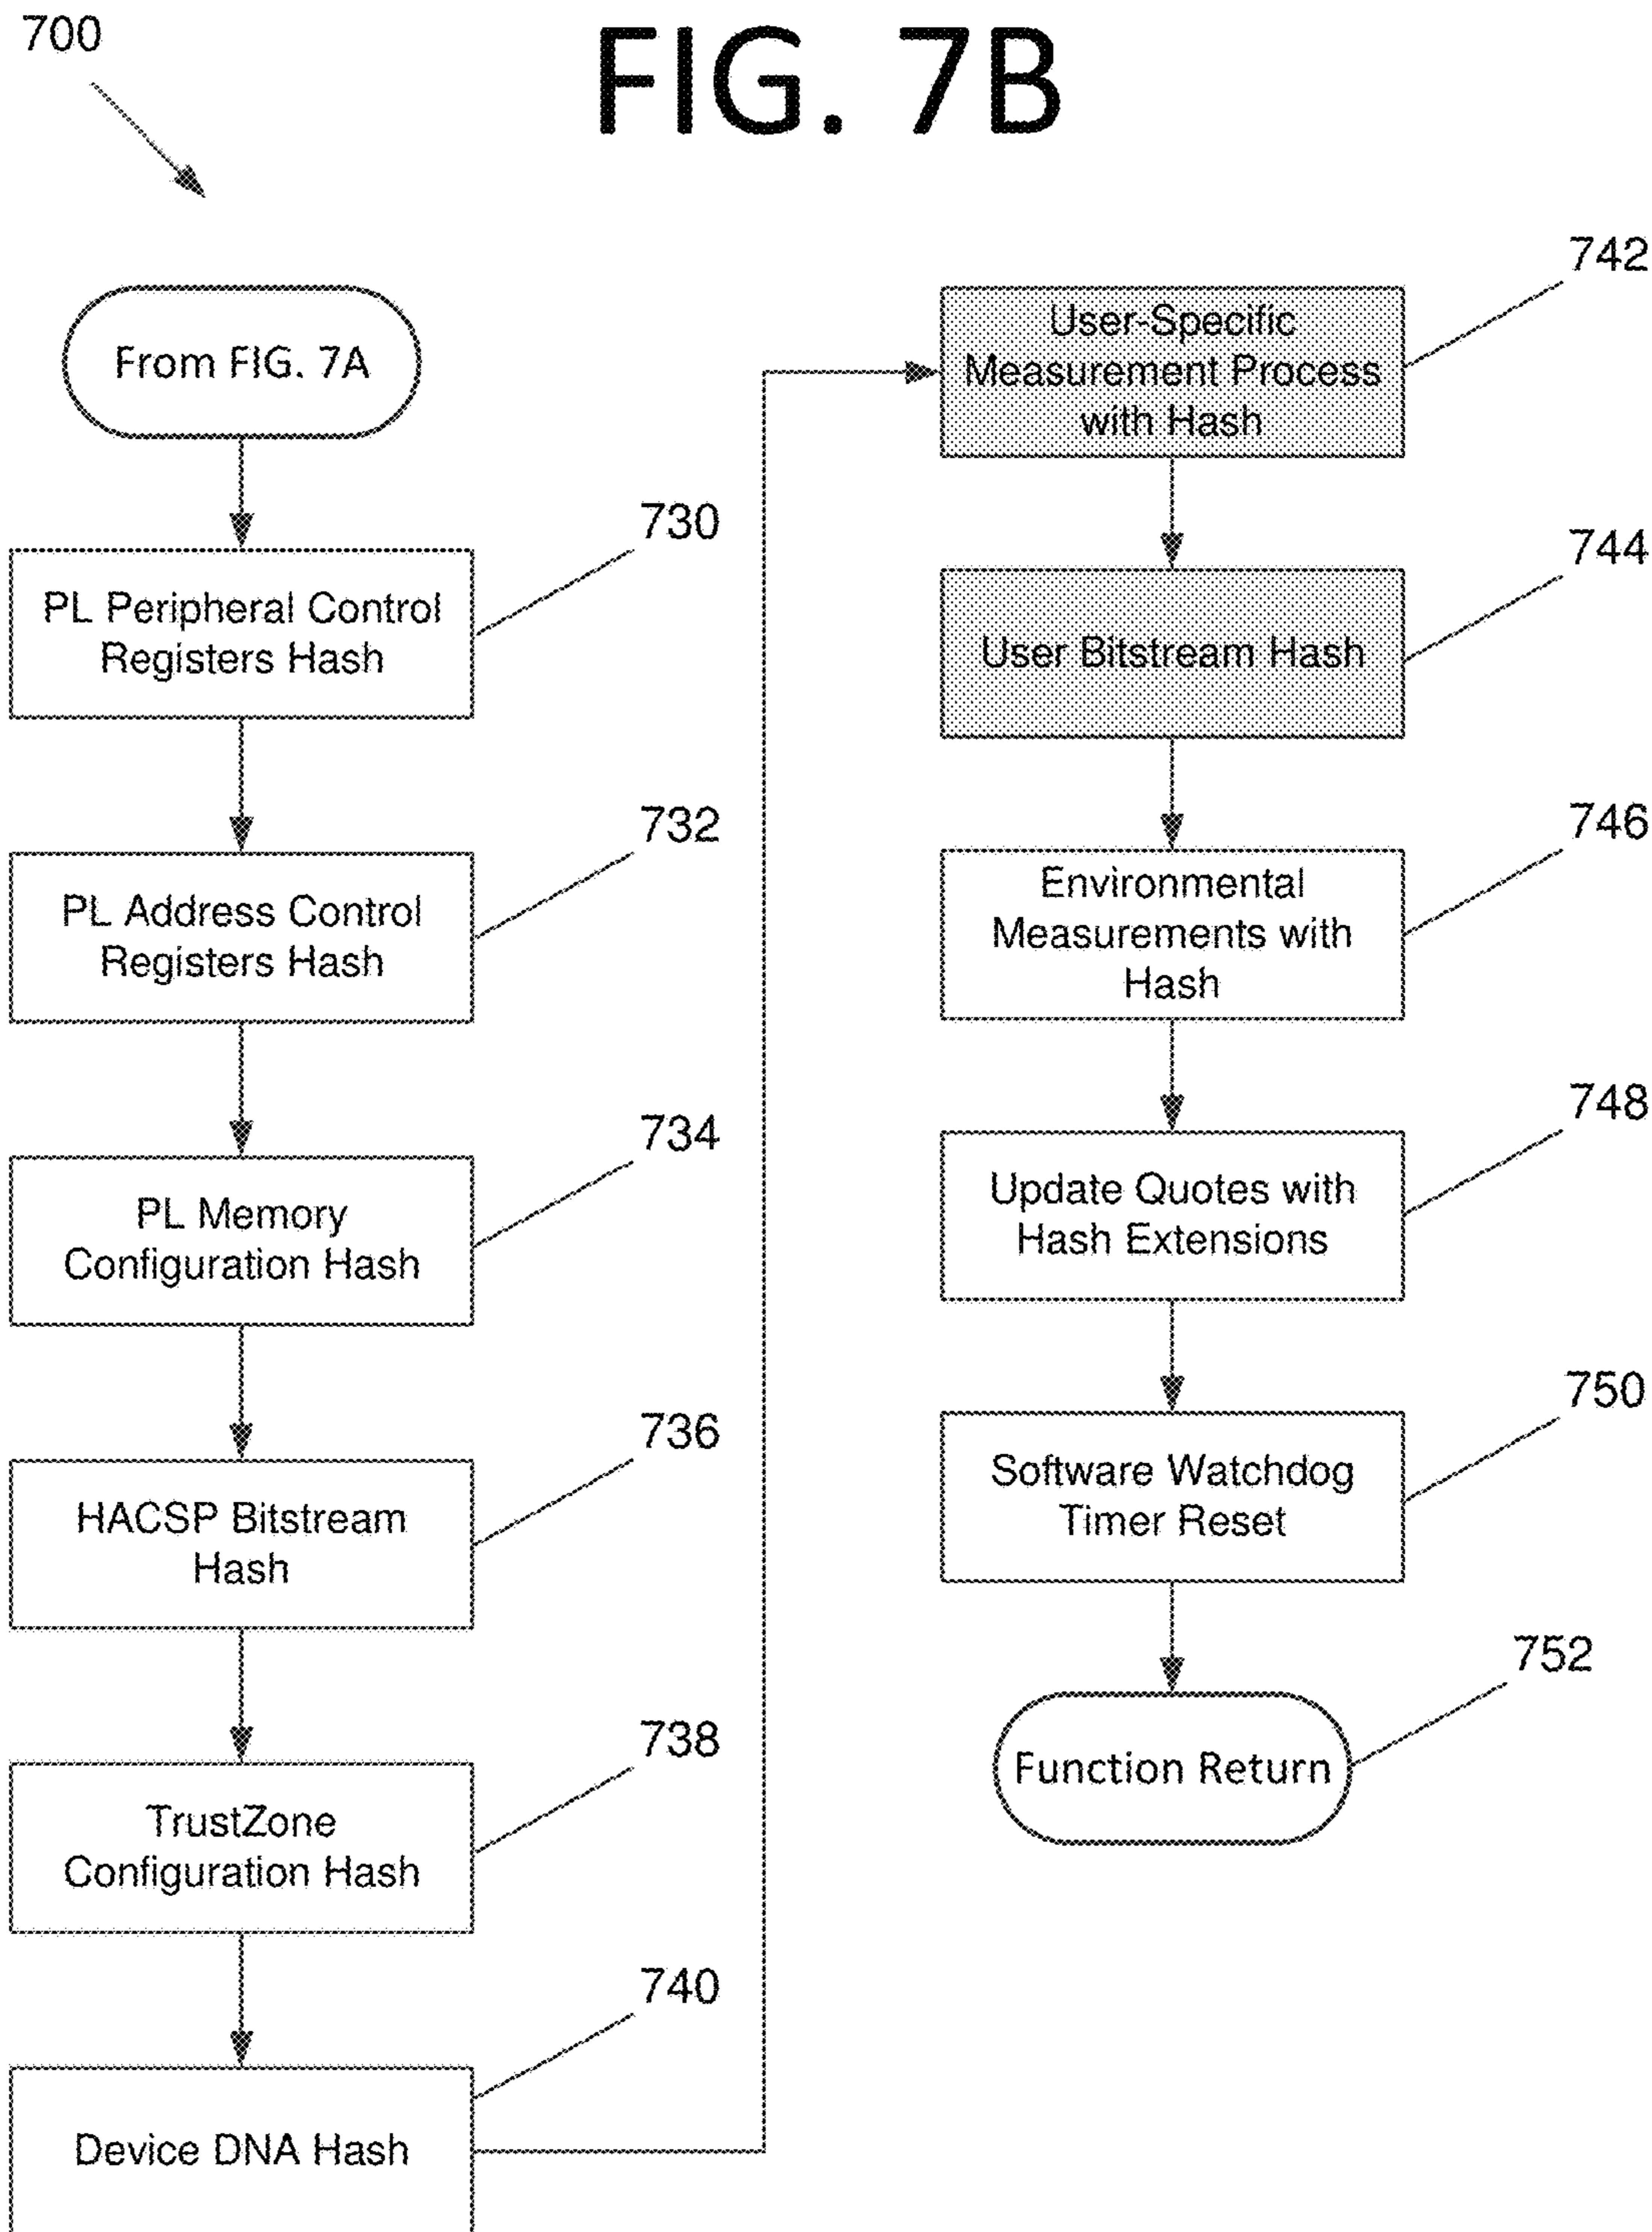 700
FIG. 7B
From FIG. 7A
730
PL Peripheral Control
Registers Hash
732
PL Address Control
Registers Hash
734
PL Memory
Configuration Hash
736
HACSP Bitstream
Hash
738
TrustZone
Configuration Hash
740
Device DNA Hash
742
User-Specific
Measurement Process
with Hash
744
User Bitstream Hash
746
Environmental
Measurements with
Hash
748
Update Quotes with
Hash Extensions
750
Software Watchdog
Timer Reset
752
Function Return